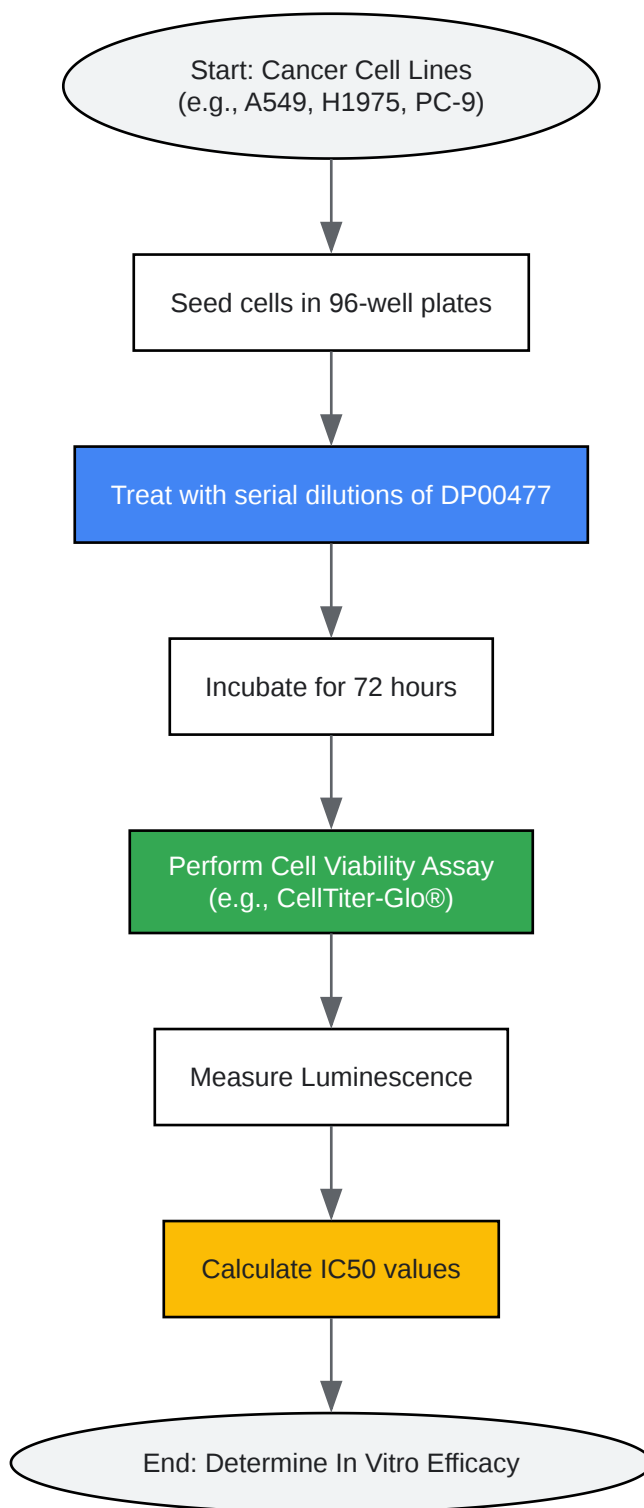 Start: Cancer Cell Lines
(e.g., A549, H1975, PC-9)
Seed cells in 96-well plates
Treat with serial dilutions of DP00477
Incubate for 72 hours
Perform Cell Viability Assay
(e.g., CellTiter-Glo®)
Measure Luminescence
Calculate IC50 values
End: Determine In Vitro Efficacy